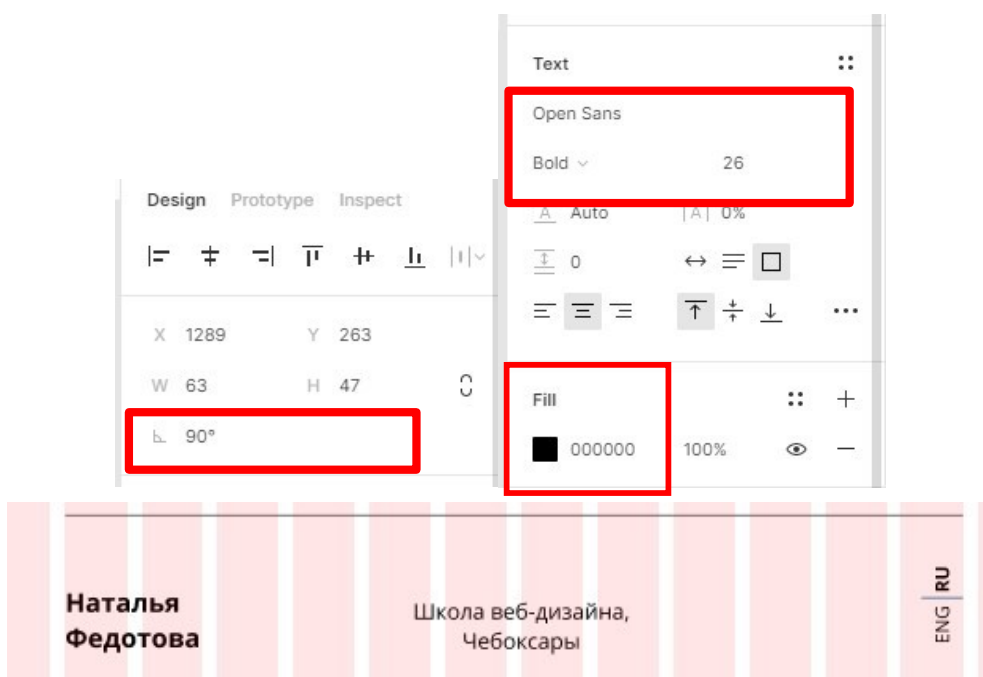 Text
Open Sans
Bold 26
A Auto |A| 0%
0
Fill
000000 100%
Design Prototype Inspect
X 1289 Y 263
W 63 H 47
90°
Наталья
Федотова
Школа веб-дизайна,
Чебоксары
ENG | RU